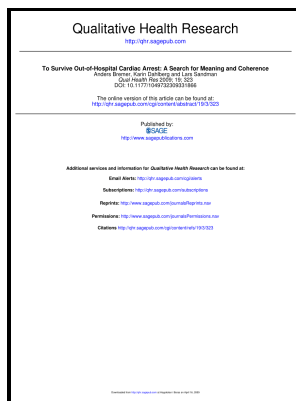 Qualitative Health Research
http://qhr.sagepub.com
To Survive Out-of-Hospital Cardiac Arrest: A Search for Meaning and Coherence
Anders Bremer, Karin Dahlberg and Lars Sandman
Qual Health Res 2009; 19; 323
DOI: 10.1177/1049732309331866
The online version of this article can be found at:
http://qhr.sagepub.com/cgi/content/abstract/19/3/323
Published by:
SAGE
http://www.sagepublications.com
Additional services and information for Qualitative Health Research can be found at:
Email Alerts: http://qhr.sagepub.com/cgi/alerts
Subscriptions: http://qhr.sagepub.com/subscriptions
Reprints: http://www.sagepub.com/journalsReprints.nav
Permissions: http://www.sagepub.com/journalsPermissions.nav
Citations http://qhr.sagepub.com/cgi/content/refs/19/3/323